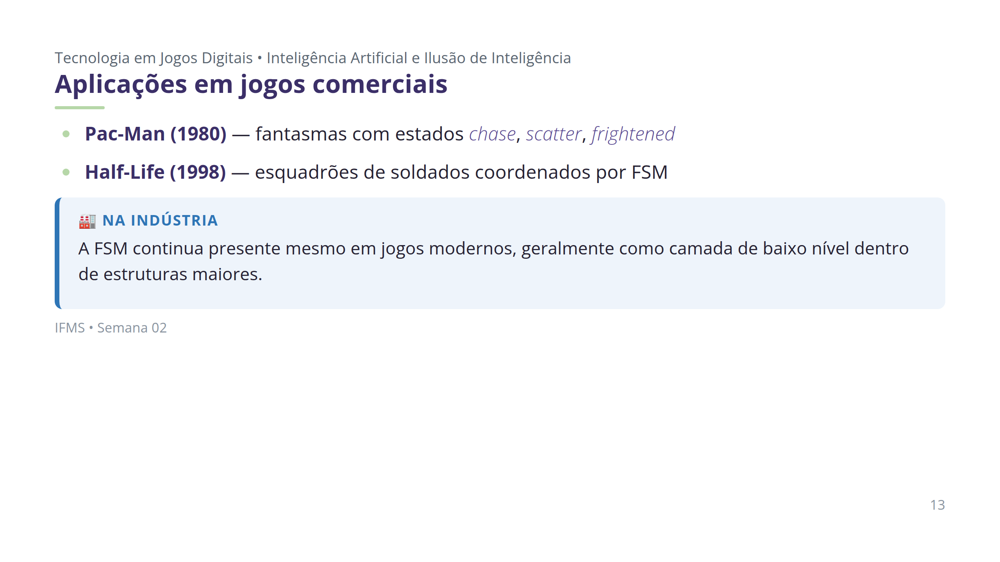 Tecnologia em Jogos Digitais • Inteligência Artificial e Ilusão de Inteligência
Aplicações em jogos comerciais
• Pac-Man (1980) — fantasmas com estados chase, scatter, frightened
• Half-Life (1998) — esquadrões de soldados coordenados por FSM
🏭 NA INDÚSTRIA
A FSM continua presente mesmo em jogos modernos, geralmente como camada de baixo nível dentro
de estruturas maiores.
IFMS • Semana 02
13